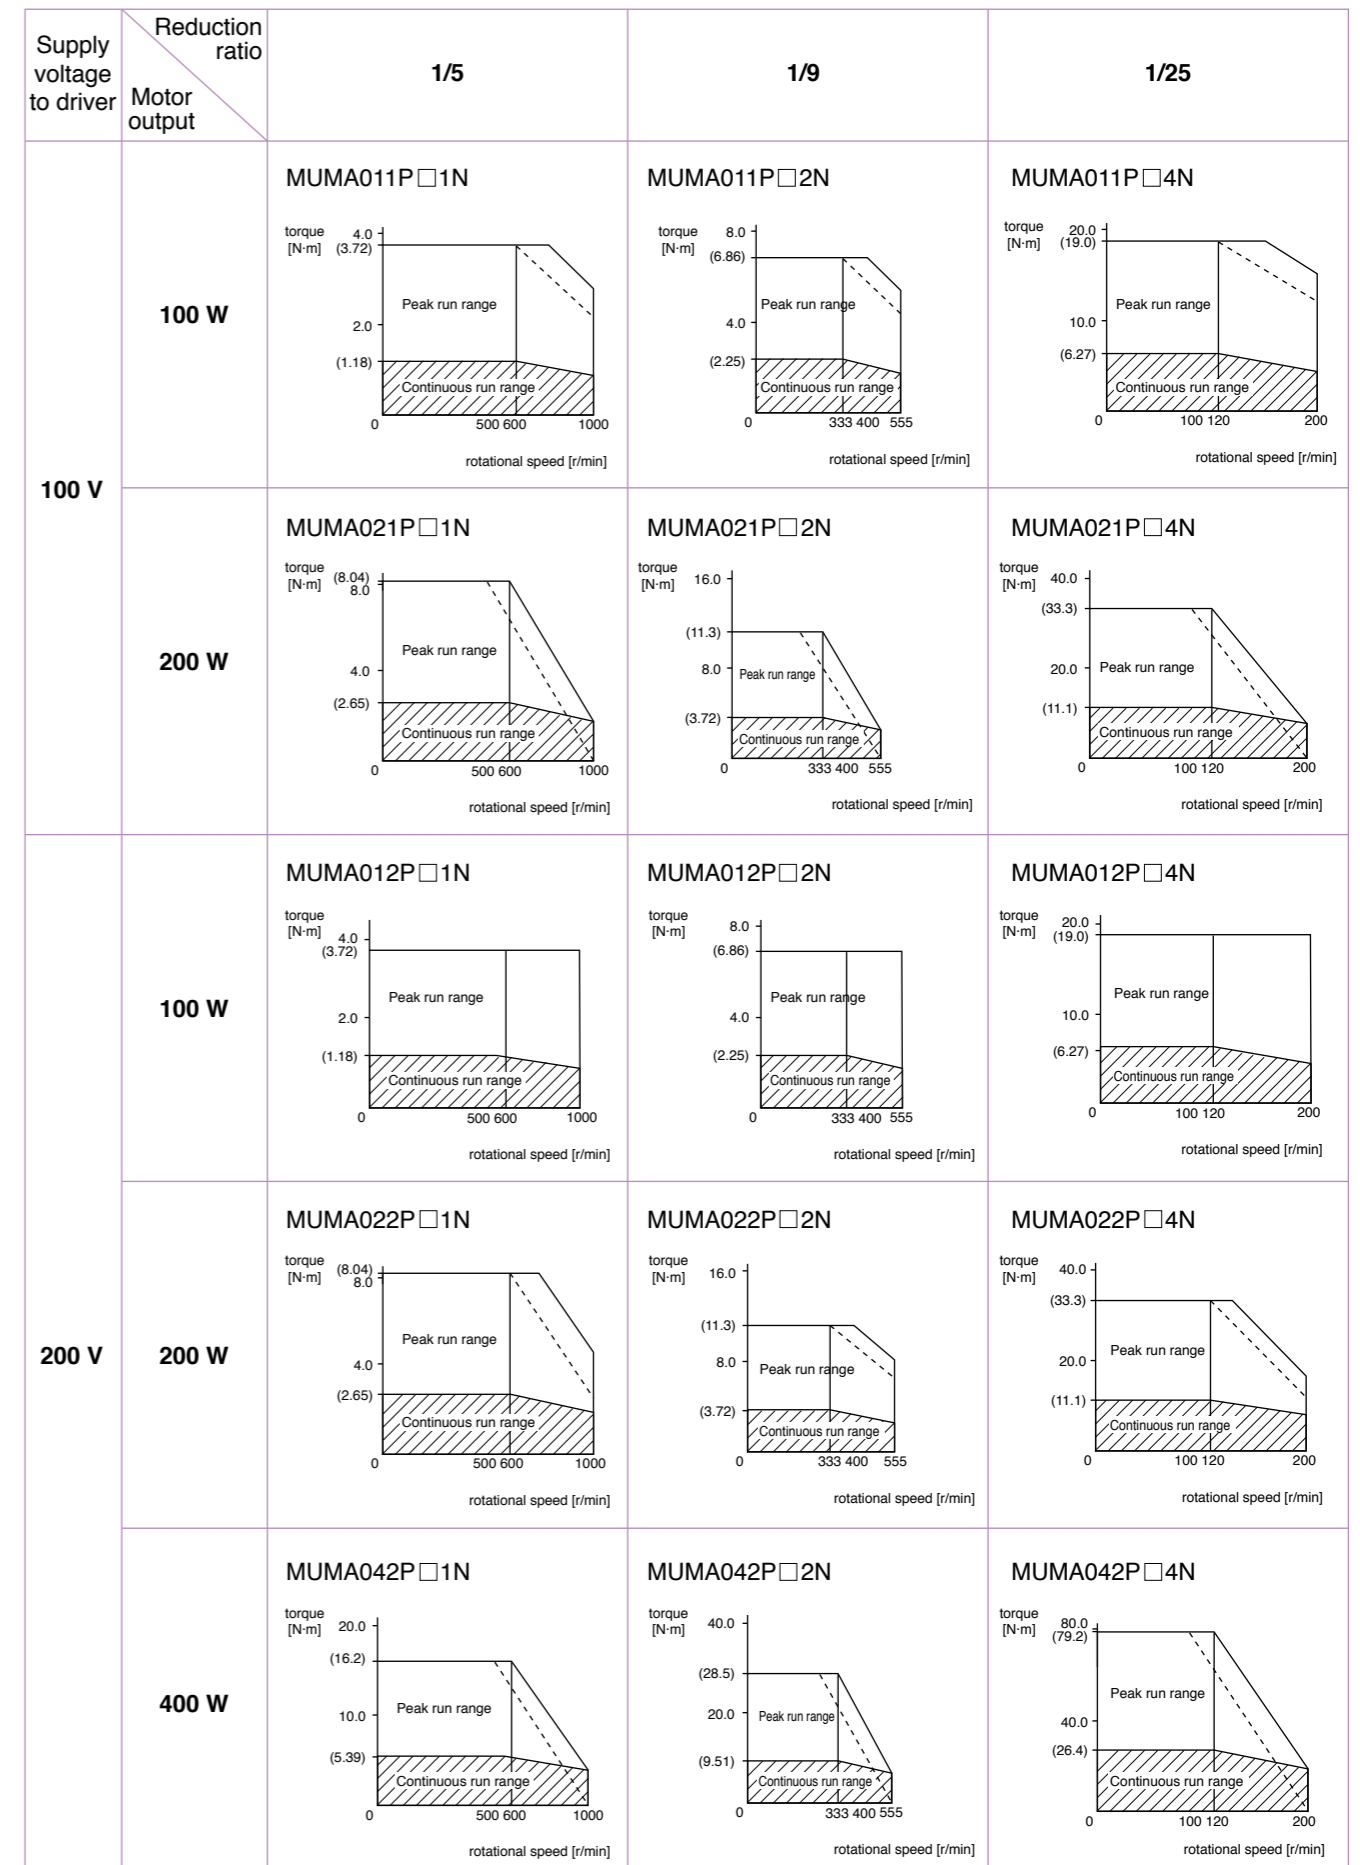 Supply
voltage
to driver
Reduction
ratio
Motor
output
1/5
1/9
1/25
100 V
100 W
MUMA011P□1N
torque
[N·m]
4.0
(3.72)
Peak run range
2.0
(1.18)
Continuous run range
0 500 600 1000
rotational speed [r/min]
MUMA011P□2N
torque
[N·m]
8.0
(6.86)
Peak run range
4.0
(2.25)
Continuous run range
0 333 400 555
rotational speed [r/min]
MUMA011P□4N
torque
[N·m]
20.0
(19.0)
Peak run range
10.0
(6.27)
Continuous run range
0 100 120 200
rotational speed [r/min]
200 W
MUMA021P□1N
torque
[N·m]
(8.04)
8.0
Peak run range
4.0
(2.65)
Continuous run range
0 500 600 1000
rotational speed [r/min]
MUMA021P□2N
torque
[N·m]
16.0
(11.3)
8.0
Peak run range
(3.72)
Continuous run range
0 333 400 555
rotational speed [r/min]
MUMA021P□4N
torque
[N·m]
40.0
(33.3)
20.0
Peak run range
(11.1)
Continuous run range
0 100 120 200
rotational speed [r/min]
200 V
100 W
MUMA012P□1N
torque
[N·m]
4.0
(3.72)
Peak run range
2.0
(1.18)
Continuous run range
0 500 600 1000
rotational speed [r/min]
MUMA012P□2N
torque
[N·m]
8.0
(6.86)
Peak run range
4.0
(2.25)
Continuous run range
0 333 400 555
rotational speed [r/min]
MUMA012P□4N
torque
[N·m]
20.0
(19.0)
Peak run range
10.0
(6.27)
Continuous run range
0 100 120 200
rotational speed [r/min]
200 W
MUMA022P□1N
torque
[N·m]
(8.04)
8.0
Peak run range
4.0
(2.65)
Continuous run range
0 500 600 1000
rotational speed [r/min]
MUMA022P□2N
torque
[N·m]
16.0
(11.3)
8.0
Peak run range
(3.72)
Continuous run range
0 333 400 555
rotational speed [r/min]
MUMA022P□4N
torque
[N·m]
40.0
(33.3)
Peak run range
20.0
(11.1)
Continuous run range
0 100 120 200
rotational speed [r/min]
400 W
MUMA042P□1N
torque
[N·m]
20.0
(16.2)
Peak run range
10.0
(5.39)
Continuous run range
0 500 600 1000
rotational speed [r/min]
MUMA042P□2N
torque
[N·m]
40.0
(28.5)
20.0
Peak run range
(9.51)
Continuous run range
0 333 400 555
rotational speed [r/min]
MUMA042P□4N
torque
[N·m]
80.0
(79.2)
Peak run range
40.0
(26.4)
Continuous run range
0 100 120 200
rotational speed [r/min]